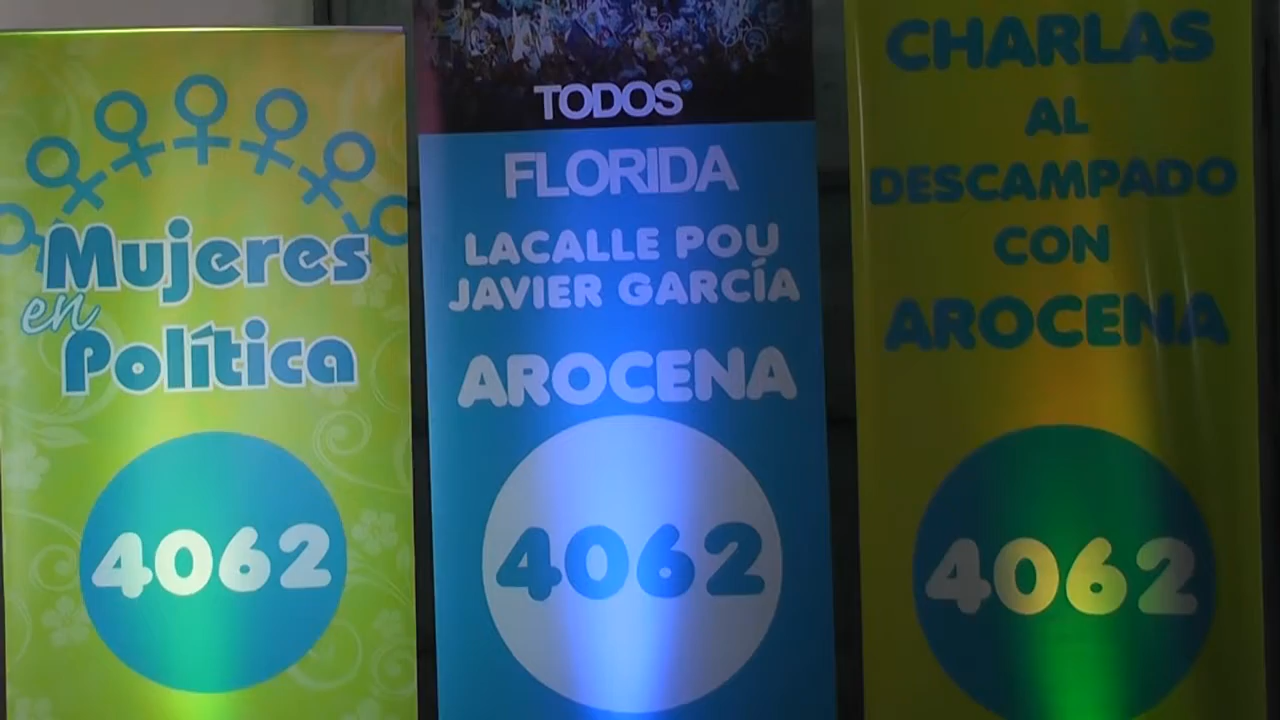 Mujeres
en
Política
4062
TODOS
FLORIDA
LACALLE POU
JAVIER GARCÍA
AROCENA
4062
CHARLAS
AL
DESCAMPADO
CON
AROCENA
4062